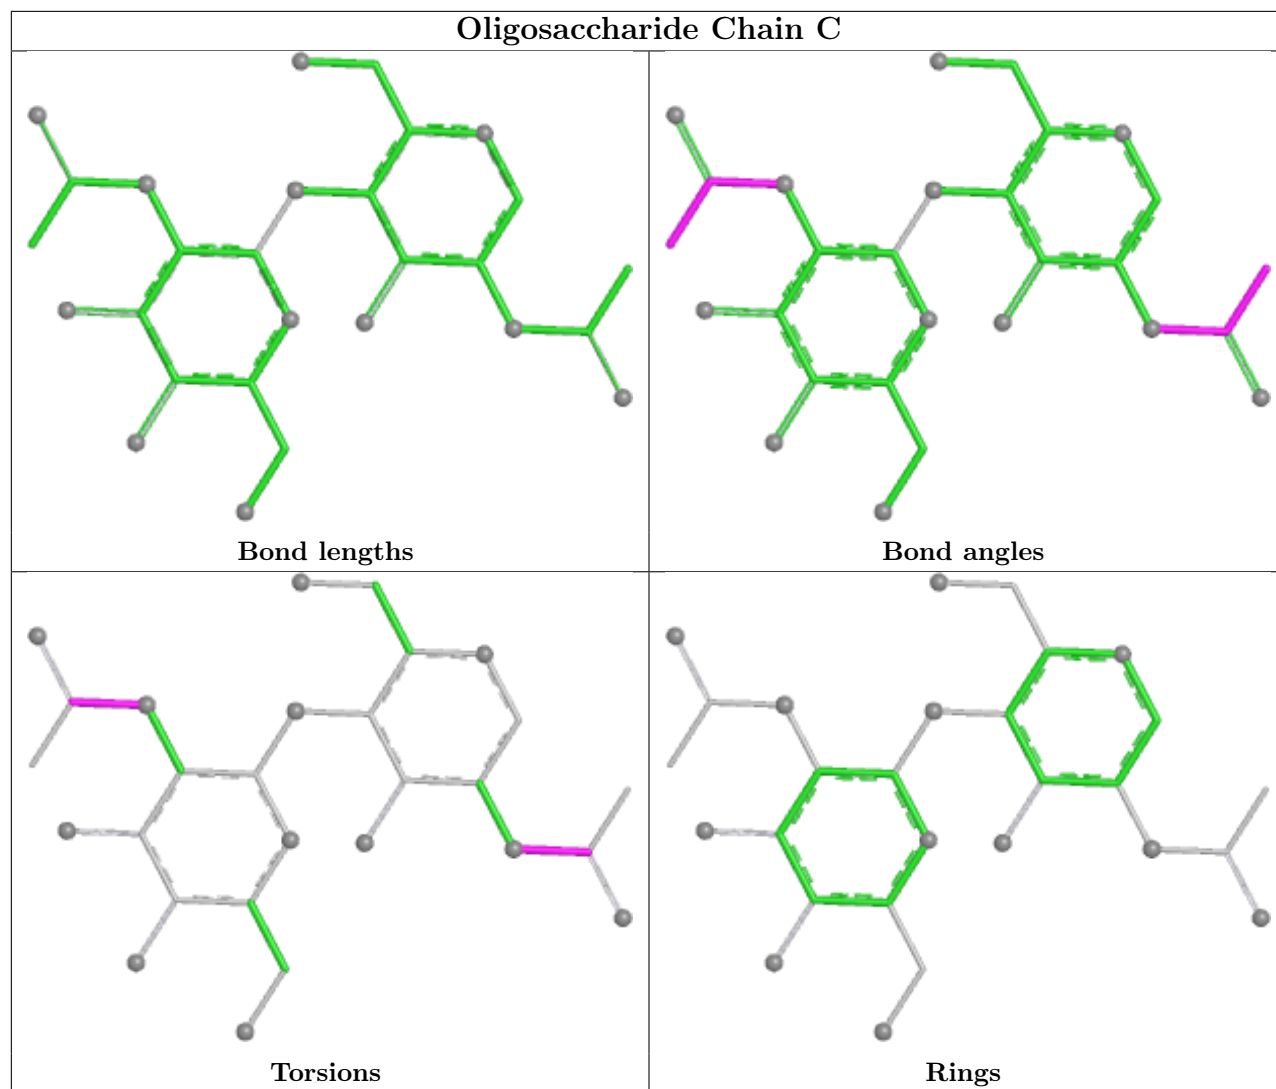 Oligosaccharide Chain C
Bond lengths
Bond angles
Torsions
Rings